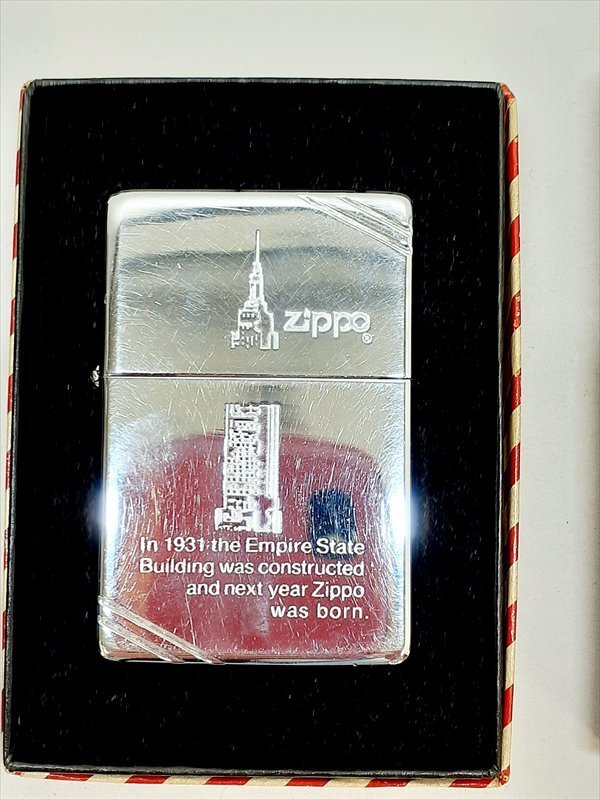 zippo®
In 1931 the Empire State
Building was constructed
and next year Zippo
was born.